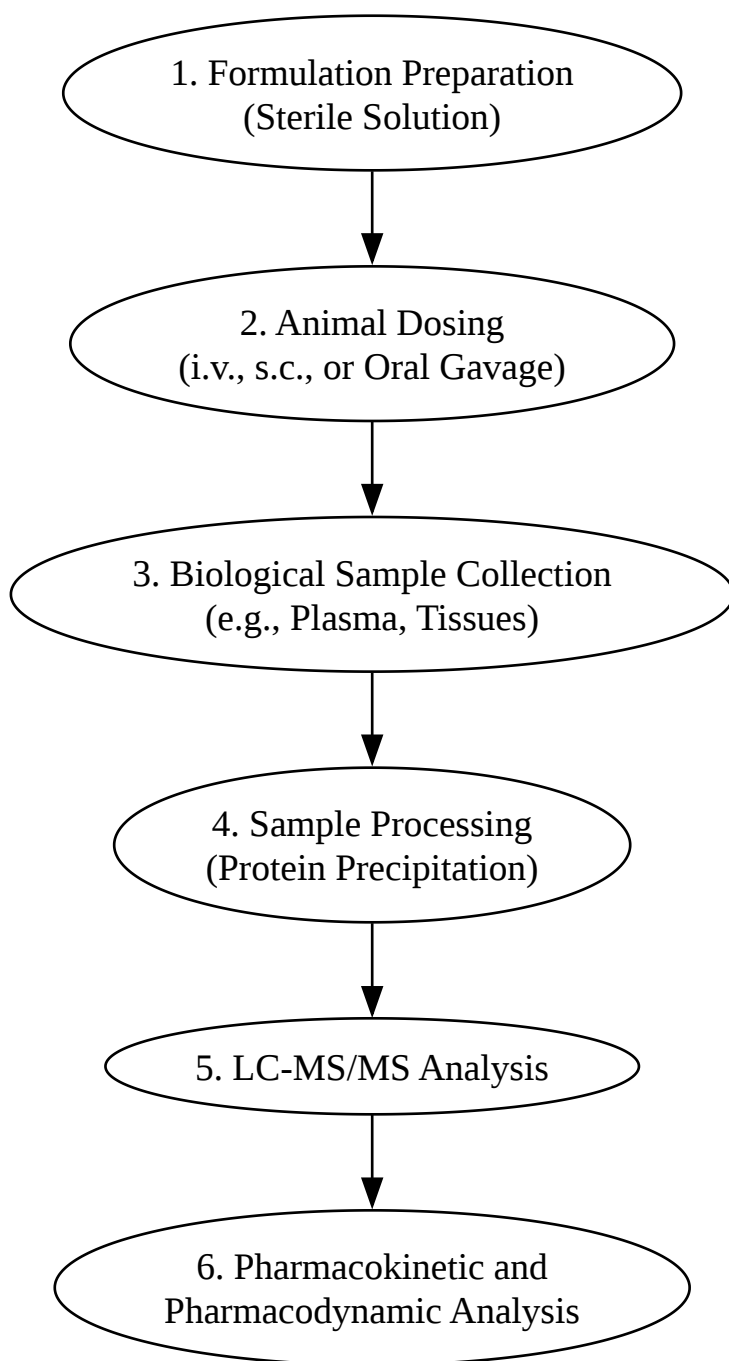 1. Formulation Preparation
(Sterile Solution)
2. Animal Dosing
(i.v., s.c., or Oral Gavage)
3. Biological Sample Collection
(e.g., Plasma, Tissues)
4. Sample Processing
(Protein Precipitation)
5. LC-MS/MS Analysis
6. Pharmacokinetic and
Pharmacodynamic Analysis